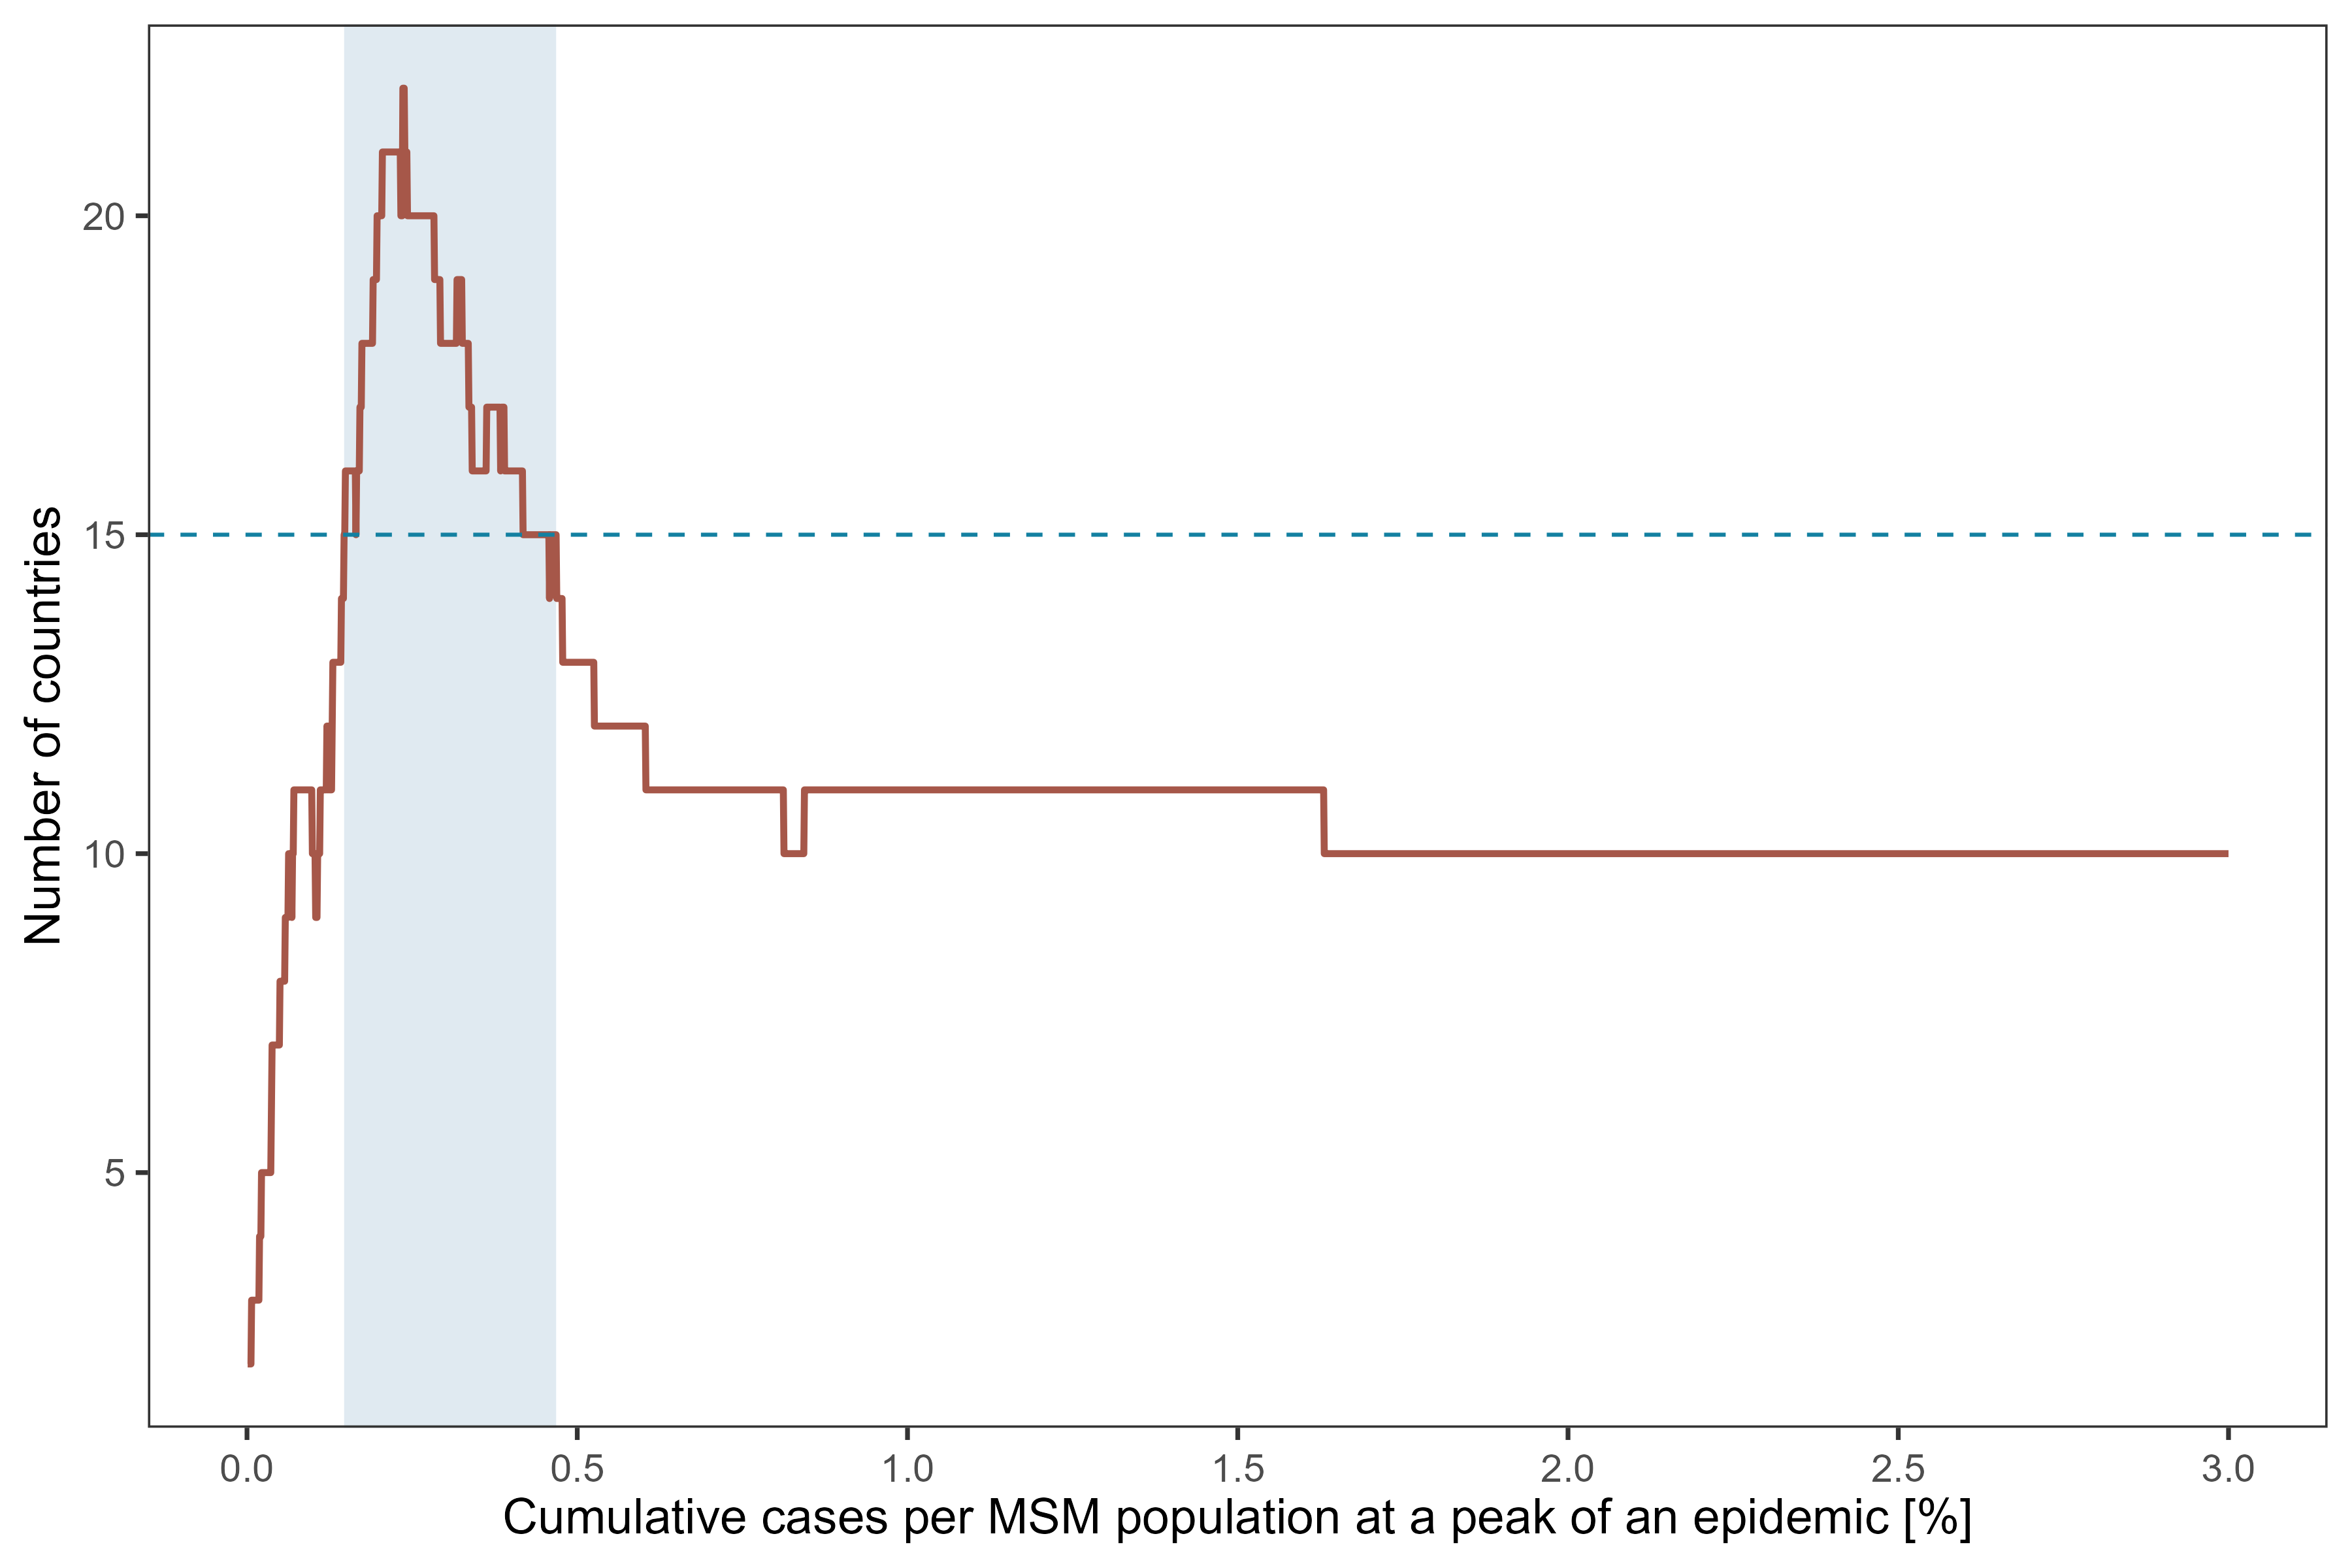 Number of countries
20
15
10
5
0.0 0.5 1.0 1.5 2.0 2.5 3.0
Cumulative cases per MSM population at a peak of an epidemic [%]